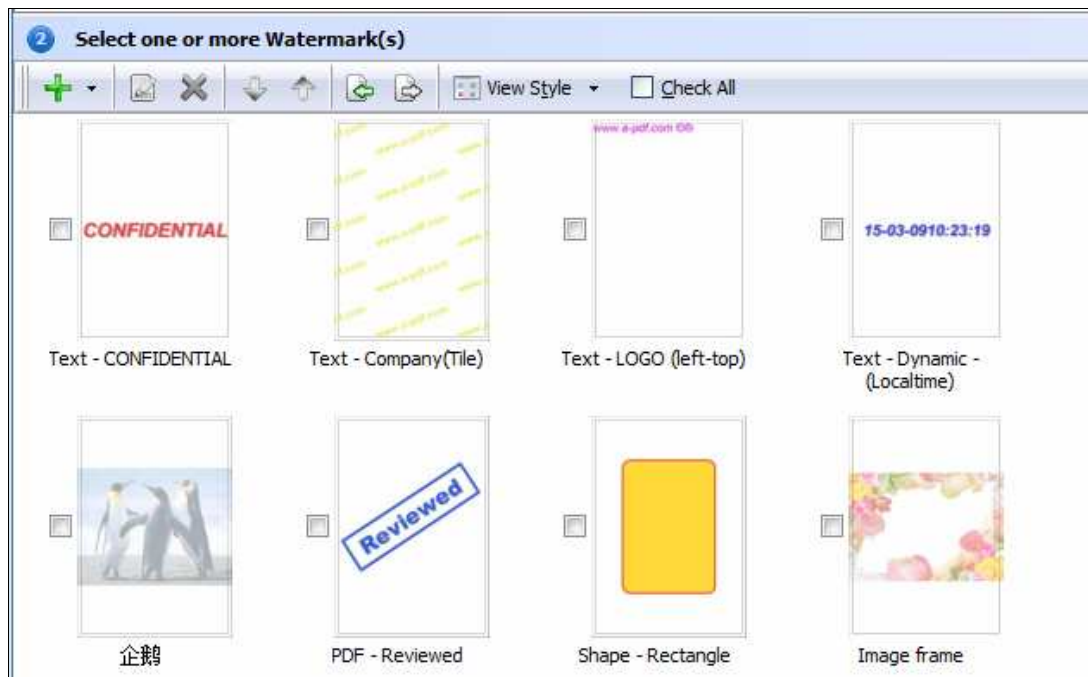 2 Select one or more Watermark(s)
View Style Check All
www a-pdf.com
CONFIDENTIAL
15-03-0910:23:19
Text - CONFIDENTIAL
Text - Company(Tile)
Text - LOGO (left-top)
Text - Dynamic -
(Localtime)
Reviewed
企鹅
PDF - Reviewed
Shape - Rectangle
Image frame